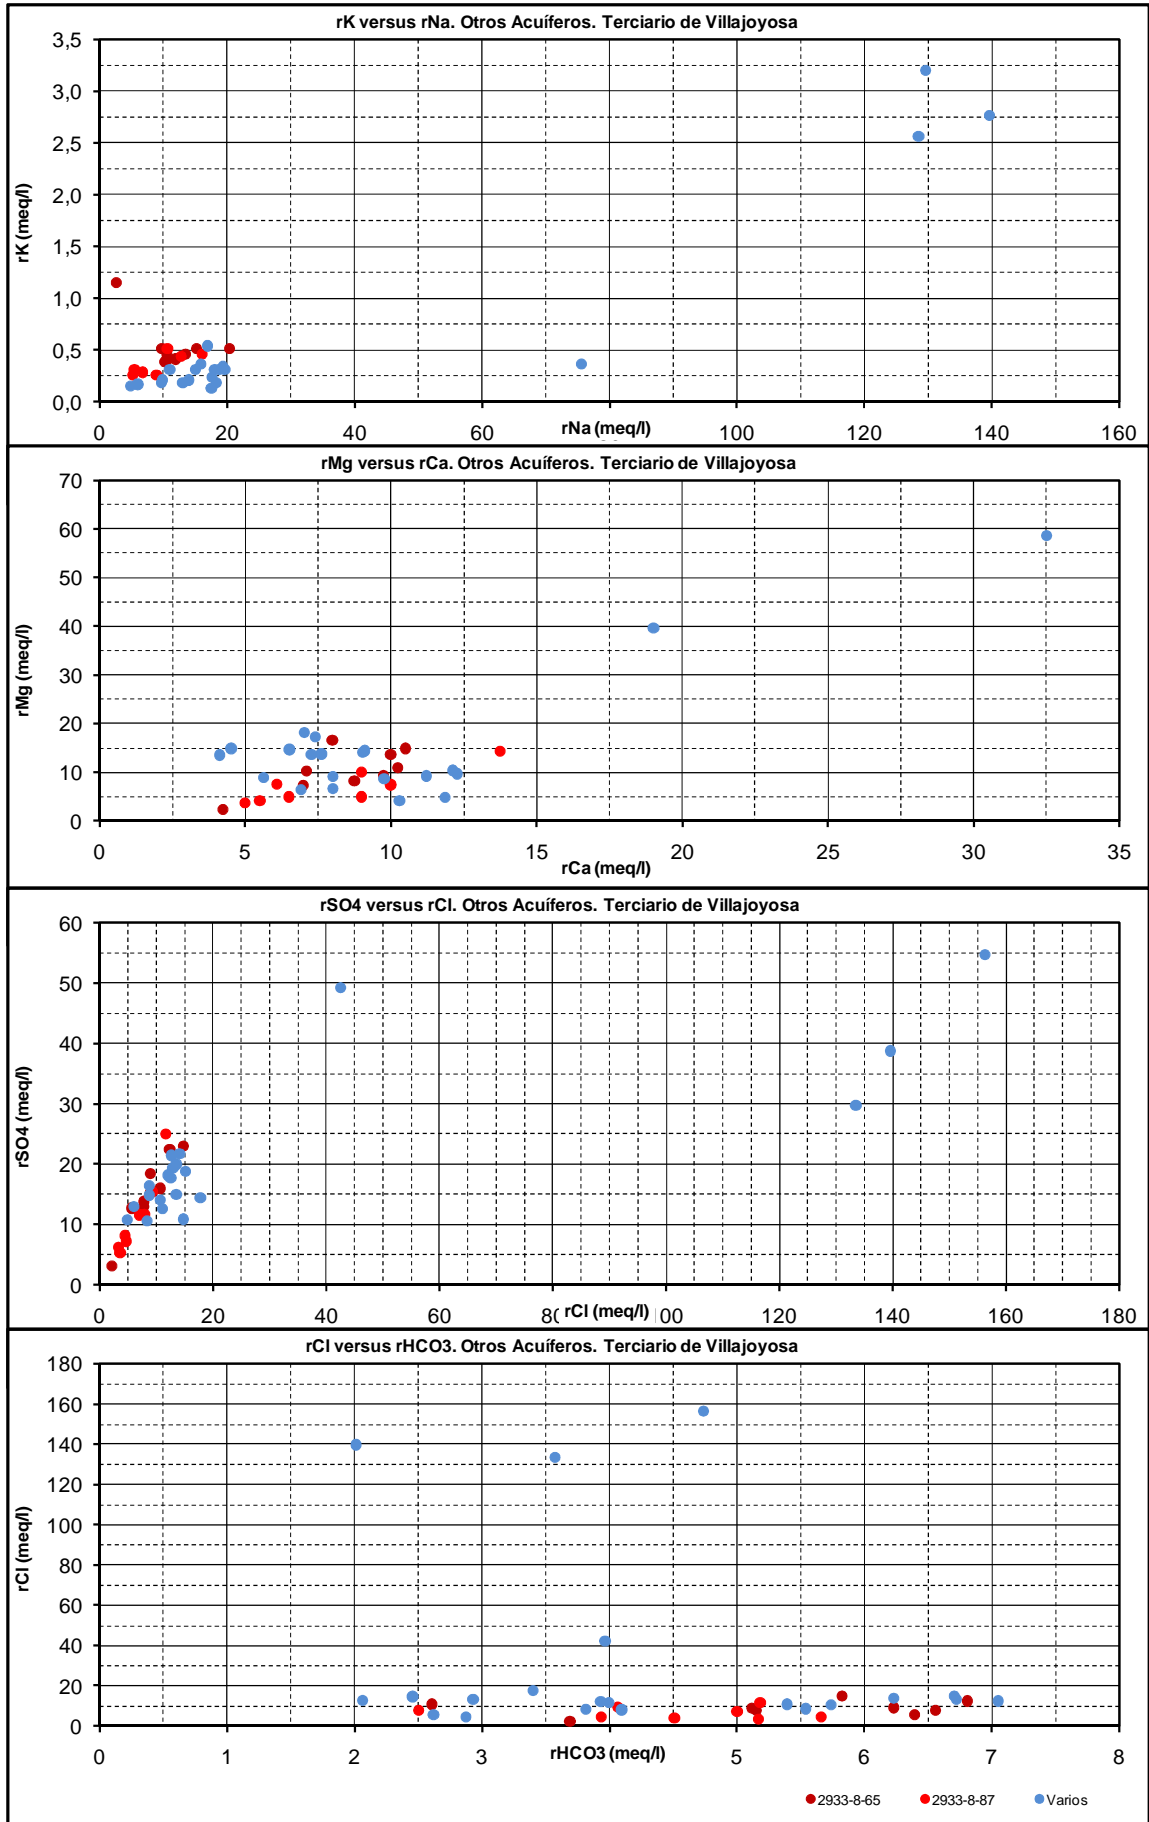 rK versus rNa. Otros Acuíferos. Terciario de Villajoyosa
3,5
3,0
2,5
2,0
1,5
1,0
0,5
0,0
rK (meq/l)
0 20 40 60 100 120 140 160
rNa (meq/l)
rMg versus rCa. Otros Acuíferos. Terciario de Villajoyosa
70
60
50
40
30
20
10
0
rMg (meq/l)
0 5 10 15 20 25 30 35
rCa (meq/l)
rSO4 versus rCl. Otros Acuíferos. Terciario de Villajoyosa
60
50
40
30
20
10
0
rSO4 (meq/l)
0 20 40 60 80 rCl (meq/l) 00 120 140 160 180
rCl versus rHCO3. Otros Acuíferos. Terciario de Villajoyosa
180
160
140
120
100
80
60
40
20
0
rCl (meq/l)
0 1 2 3 rHCO3 (meq/l) 5 6 7 8
2933-8-65 2933-8-87 Varios